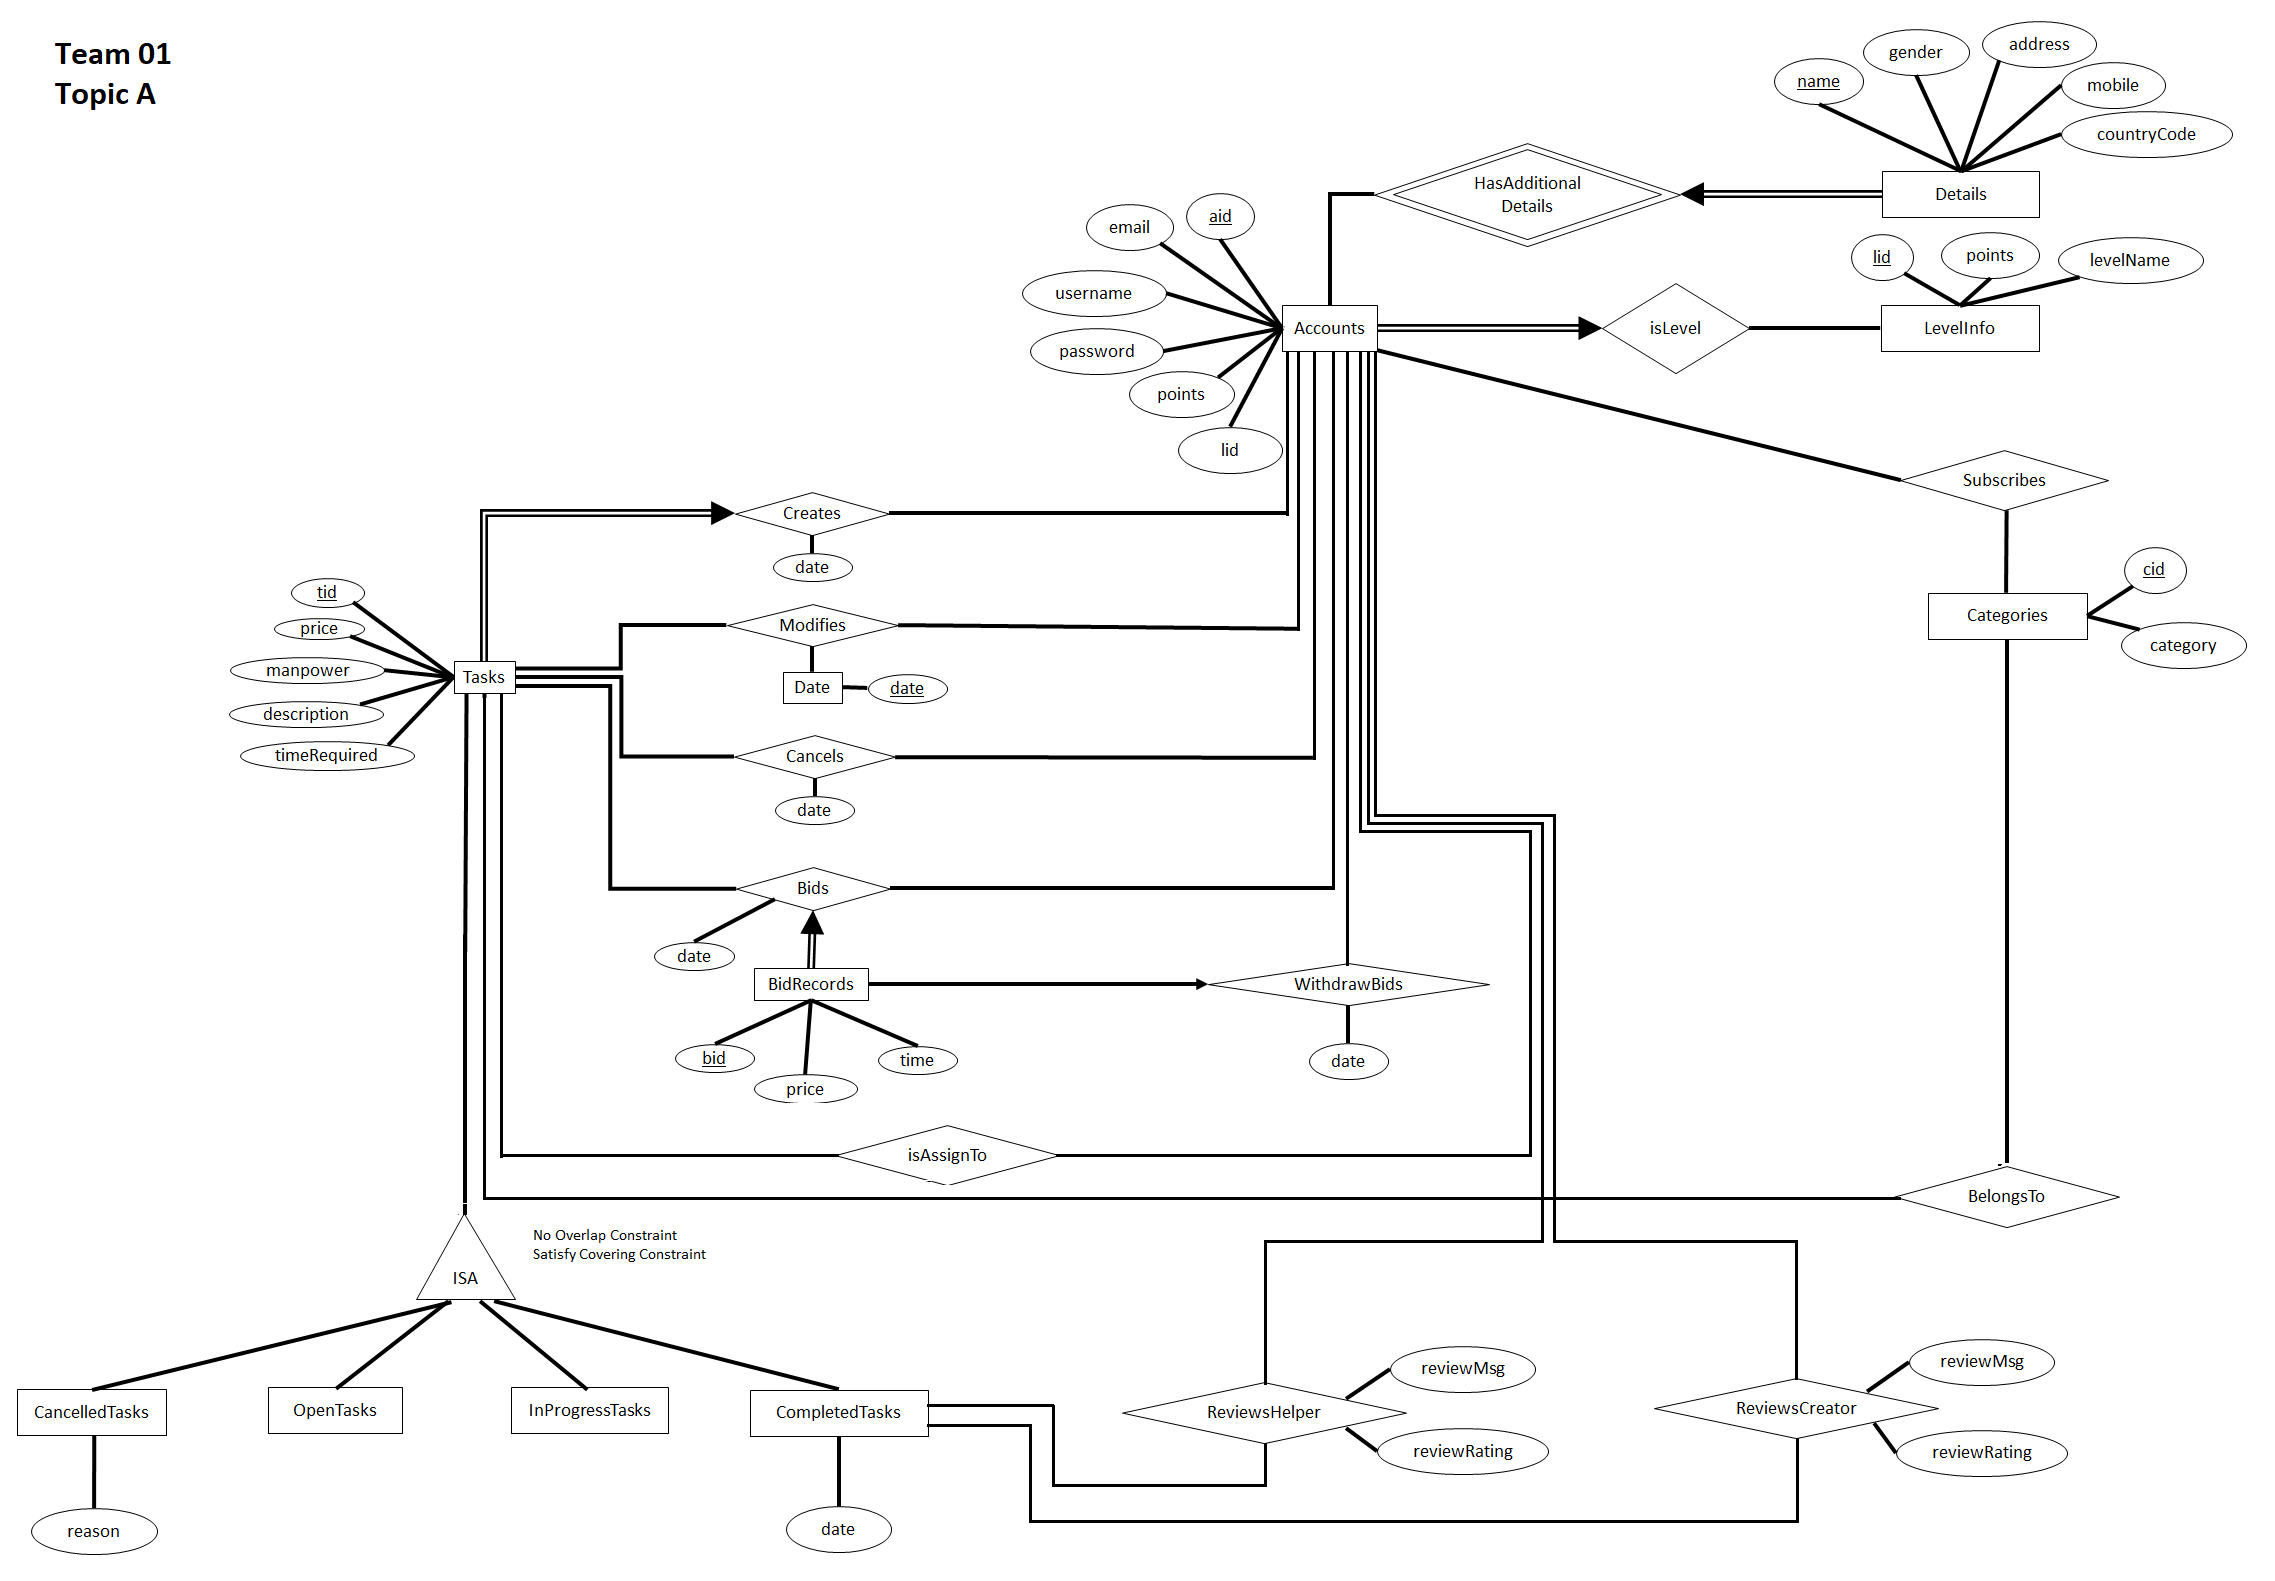 Team 01
Topic A
name
gender
address
mobile
countryCode
HasAdditional
Details
Details
aid
email
username
password
points
lid
Accounts
isLevel
lid
points
levelName
LevelInfo
Subscribes
Creates
date
cid
Categories
category
tid
price
manpower
description
timeRequired
Tasks
Modifies
Date
date
Cancels
date
Bids
date
BidRecords
WithdrawBids
bid
price
time
date
isAssignTo
BelongsTo
No Overlap Constraint
Satisfy Covering Constraint
ISA
CancelledTasks
OpenTasks
InProgressTasks
CompletedTasks
ReviewsHelper
reviewMsg
reviewRating
ReviewsCreator
reviewMsg
reviewRating
reason
date